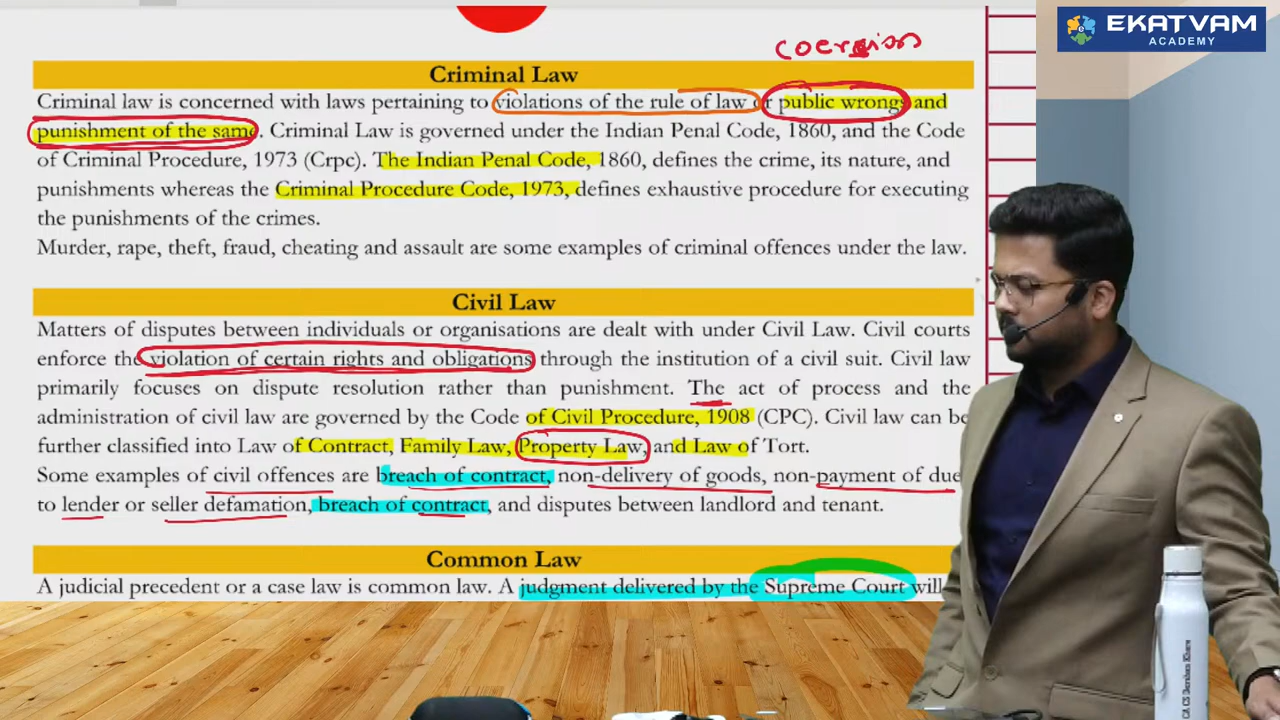 EKATVAM
ACADEMY
coersion
Criminal Law
Criminal law is concerned with laws pertaining to violations of the rule of law or public wrongs and
punishment of the same. Criminal Law is governed under the Indian Penal Code, 1860, and the Code
of Criminal Procedure, 1973 (Crpc). The Indian Penal Code, 1860, defines the crime, its nature, and
punishments whereas the Criminal Procedure Code, 1973, defines exhaustive procedure for executing
the punishments of the crimes.
Murder, rape, theft, fraud, cheating and assault are some examples of criminal offences under the law.
Civil Law
Matters of disputes between individuals or organisations are dealt with under Civil Law. Civil courts
enforce the violation of certain rights and obligations through the institution of a civil suit. Civil law
primarily focuses on dispute resolution rather than punishment. The act of process and the
administration of civil law are governed by the Code of Civil Procedure, 1908 (CPC). Civil law can be
further classified into Law of Contract, Family Law, Property Law, and Law of Tort.
Some examples of civil offences are breach of contract, non-delivery of goods, non-payment of due
to lender or seller defamation, breach of contract, and disputes between landlord and tenant.
Common Law
A judicial precedent or a case law is common law. A judgment delivered by the Supreme Court will
CA CS Darshan Khare